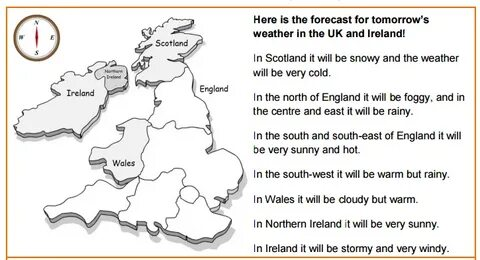 N
W E
S
Scotland
Northern
Ireland
Ireland
England
Wales
Here is the forecast for tomorrow's
weather in the UK and Ireland!
In Scotland it will be snowy and the weather
will be very cold.
In the north of England it will be foggy, and in
the centre and east it will be rainy.
In the south and south-east of England it will
be very sunny and hot.
In the south-west it will be warm but rainy.
In Wales it will be cloudy but warm.
In Northern Ireland it will be very sunny.
In Ireland it will be stormy and very windy.